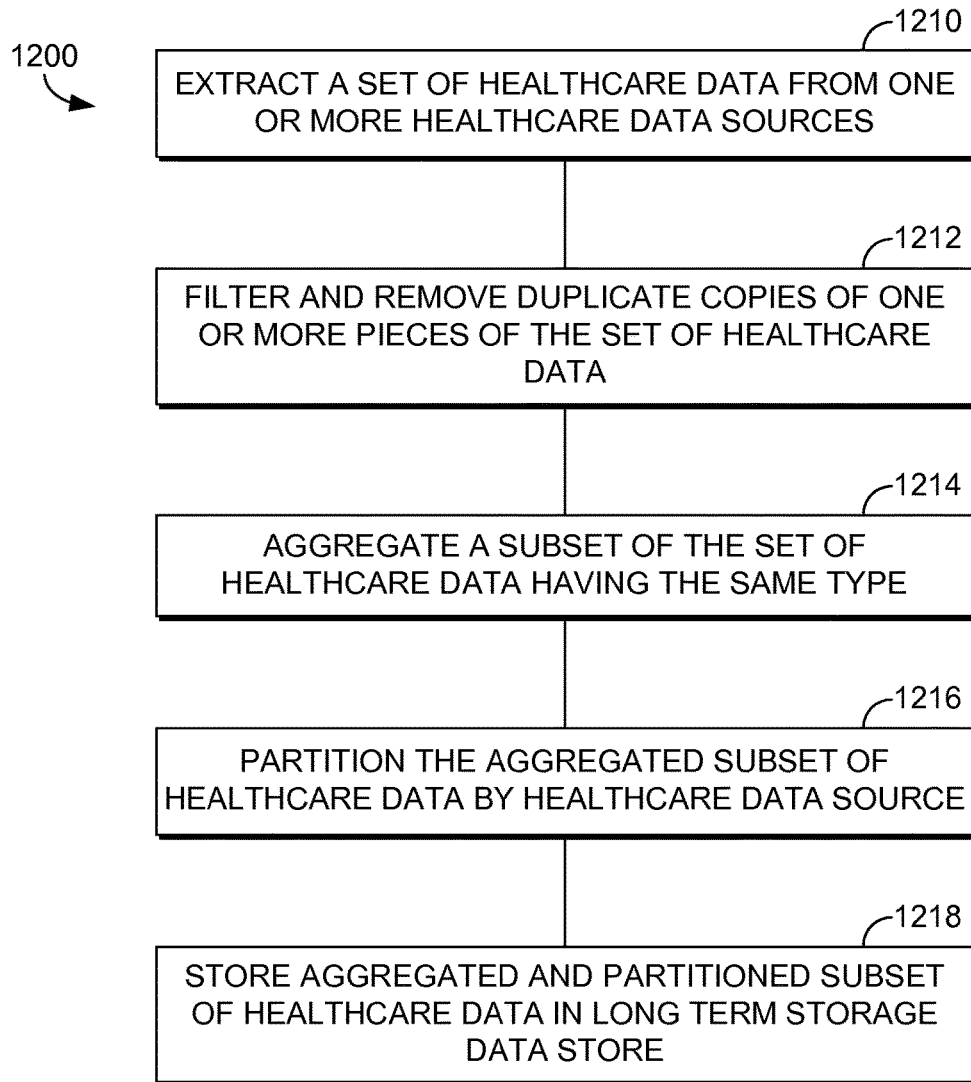 1200
1210
EXTRACT A SET OF HEALTHCARE DATA FROM ONE
OR MORE HEALTHCARE DATA SOURCES
1212
FILTER AND REMOVE DUPLICATE COPIES OF ONE
OR MORE PIECES OF THE SET OF HEALTHCARE
DATA
1214
AGGREGATE A SUBSET OF THE SET OF
HEALTHCARE DATA HAVING THE SAME TYPE
1216
PARTITION THE AGGREGATED SUBSET OF
HEALTHCARE DATA BY HEALTHCARE DATA SOURCE
1218
STORE AGGREGATED AND PARTITIONED SUBSET
OF HEALTHCARE DATA IN LONG TERM STORAGE
DATA STORE